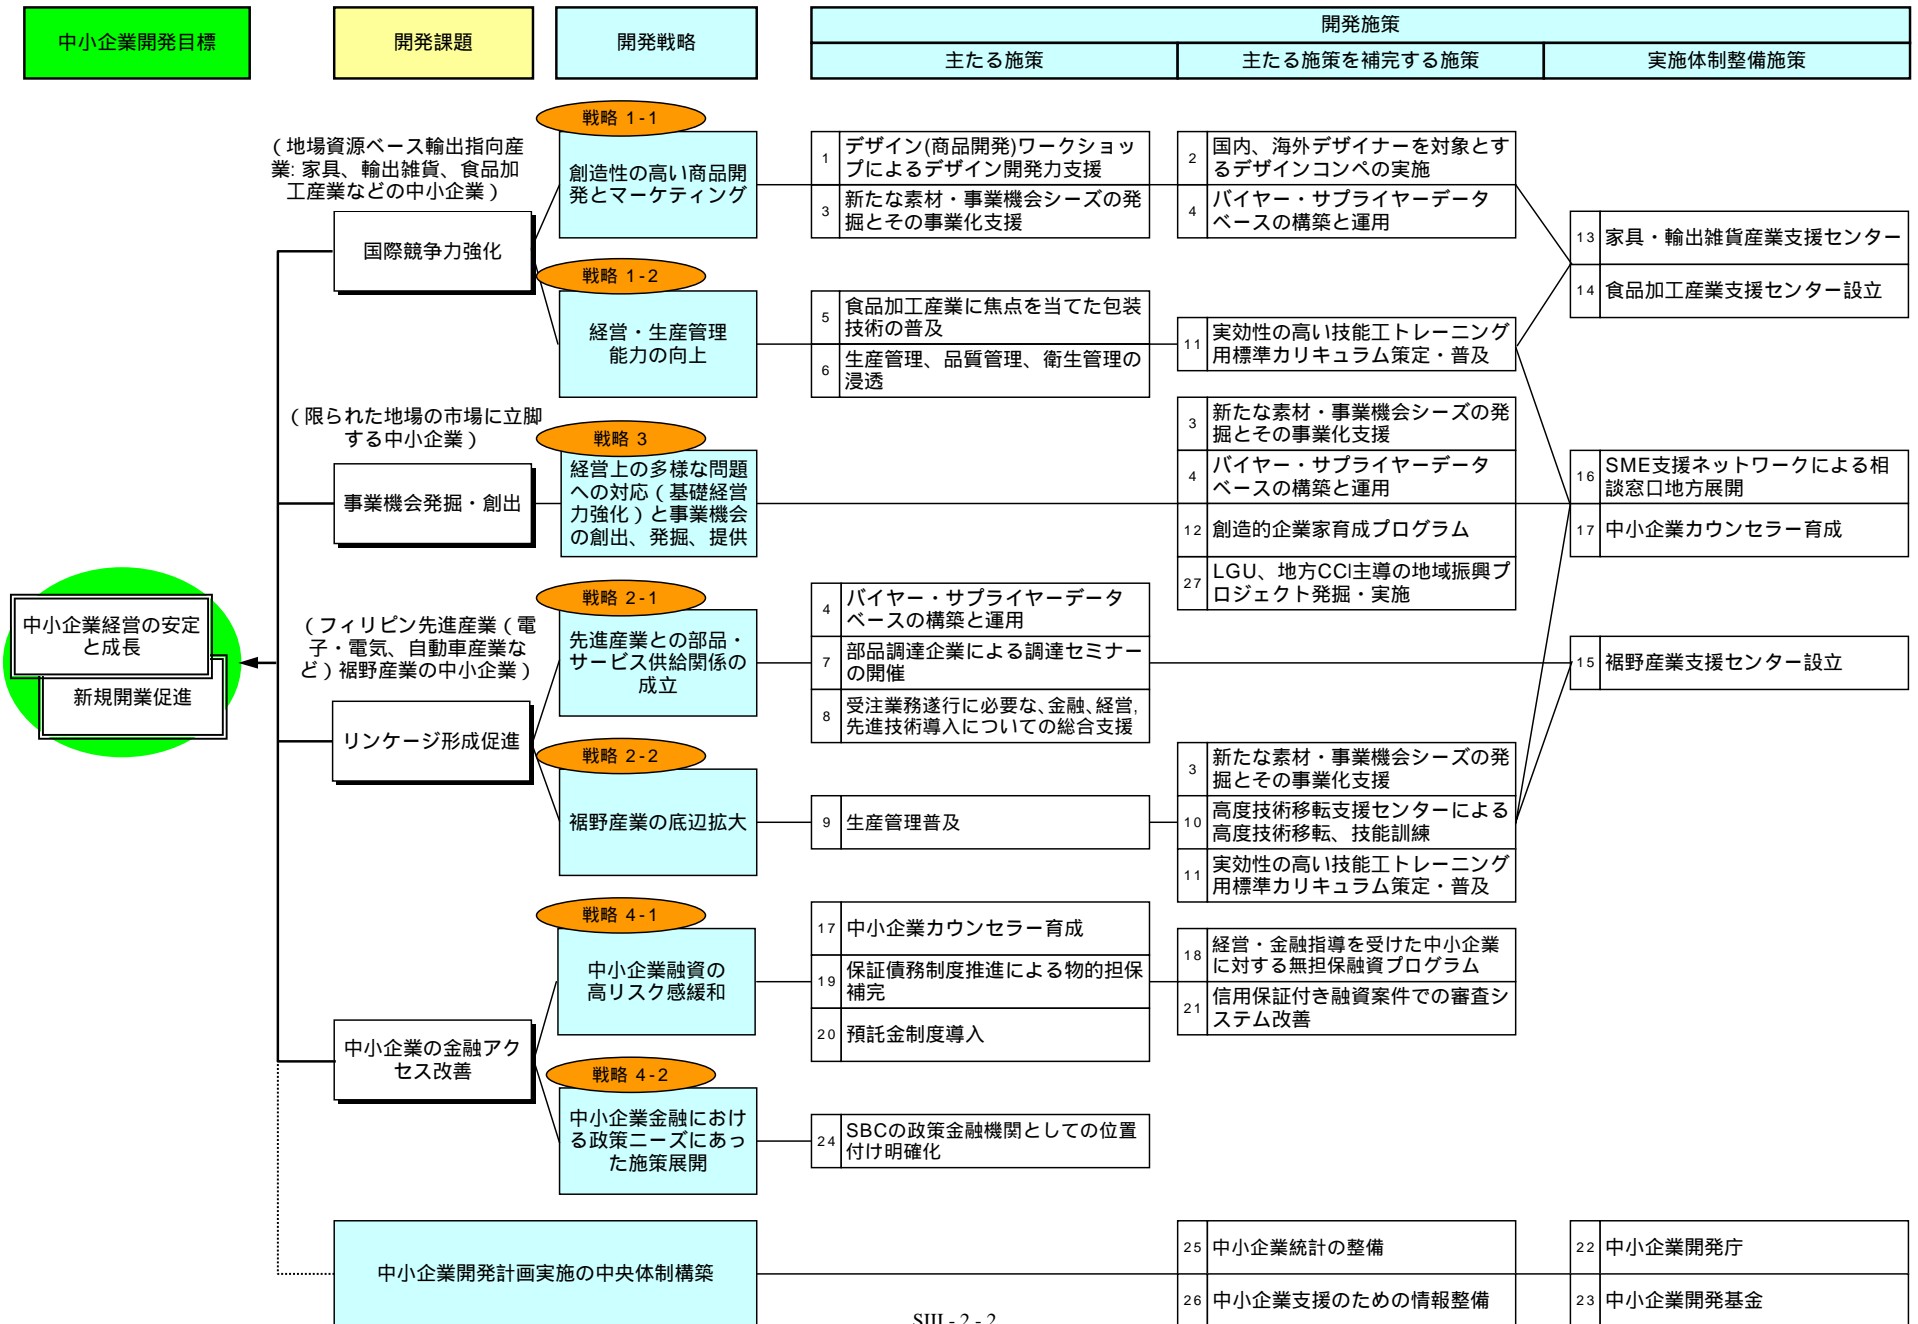 中小企業開発目標
開発課題
開発戦略
開発施策
主たる施策
主たる施策を補完する施策
実施体制整備施策
（地場資源ベース輸出指向産
業: 家具、輸出雑貨、食品加
工産業などの中小企業）
国際競争力強化
戦略 1-1
創造性の高い商品開
発とマーケティング
1
デザイン(商品開発)ワークショッ
プによるデザイン開発力支援
3
新たな素材・事業機会シーズの発
掘とその事業化支援
2
国内、海外デザイナーを対象とす
るデザインコンペの実施
4
バイヤー・サプライヤーデータ
ベースの構築と運用
13
家具・輸出雑貨産業支援センター
14
食品加工産業支援センター設立
戦略 1-2
経営・生産管理
能力の向上
5
食品加工産業に焦点を当てた包装
技術の普及
6
生産管理、品質管理、衛生管理の
浸透
11
実効性の高い技能工トレーニング
用標準カリキュラム策定・普及
（限られた地場の市場に立脚
する中小企業）
事業機会発掘・創出
戦略 3
経営上の多様な問題
への対応（基礎経営
力強化）と事業機会
の創出、発掘、提供
3
新たな素材・事業機会シーズの発
掘とその事業化支援
4
バイヤー・サプライヤーデータ
ベースの構築と運用
12
創造的企業家育成プログラム
27
LGU、地方CCI主導の地域振興プ
ロジェクト発掘・実施
16
SME支援ネットワークによる相
談窓口地方展開
17
中小企業カウンセラー育成
中小企業経営の安定
と成長
新規開業促進
（フィリピン先進産業（電
子・電気、自動車産業な
ど）裾野産業の中小企業）
リンケージ形成促進
戦略 2-1
先進産業との部品・
サービス供給関係の
成立
4
バイヤー・サプライヤーデータ
ベースの構築と運用
7
部品調達企業による調達セミナー
の開催
8
受注業務遂行に必要な、金融、経営,
先進技術導入についての総合支援
15
裾野産業支援センター設立
戦略 2-2
裾野産業の底辺拡大
9
生産管理普及
3
新たな素材・事業機会シーズの発
掘とその事業化支援
10
高度技術移転支援センターによる
高度技術移転、技能訓練
11
実効性の高い技能工トレーニング
用標準カリキュラム策定・普及
中小企業の金融アク
セス改善
戦略 4-1
中小企業融資の
高リスク感緩和
17
中小企業カウンセラー育成
19
保証債務制度推進による物的担保
補完
20
預託金制度導入
18
経営・金融指導を受けた中小企業
に対する無担保融資プログラム
21
信用保証付き融資案件での審査シ
ステム改善
戦略 4-2
中小企業金融におけ
る政策ニーズにあっ
た施策展開
24
SBCの政策金融機関としての位置
付け明確化
中小企業開発計画実施の中央体制構築
25
中小企業統計の整備
26
中小企業支援のための情報整備
22
中小企業開発庁
23
中小企業開発基金
SIII - 2 - 2